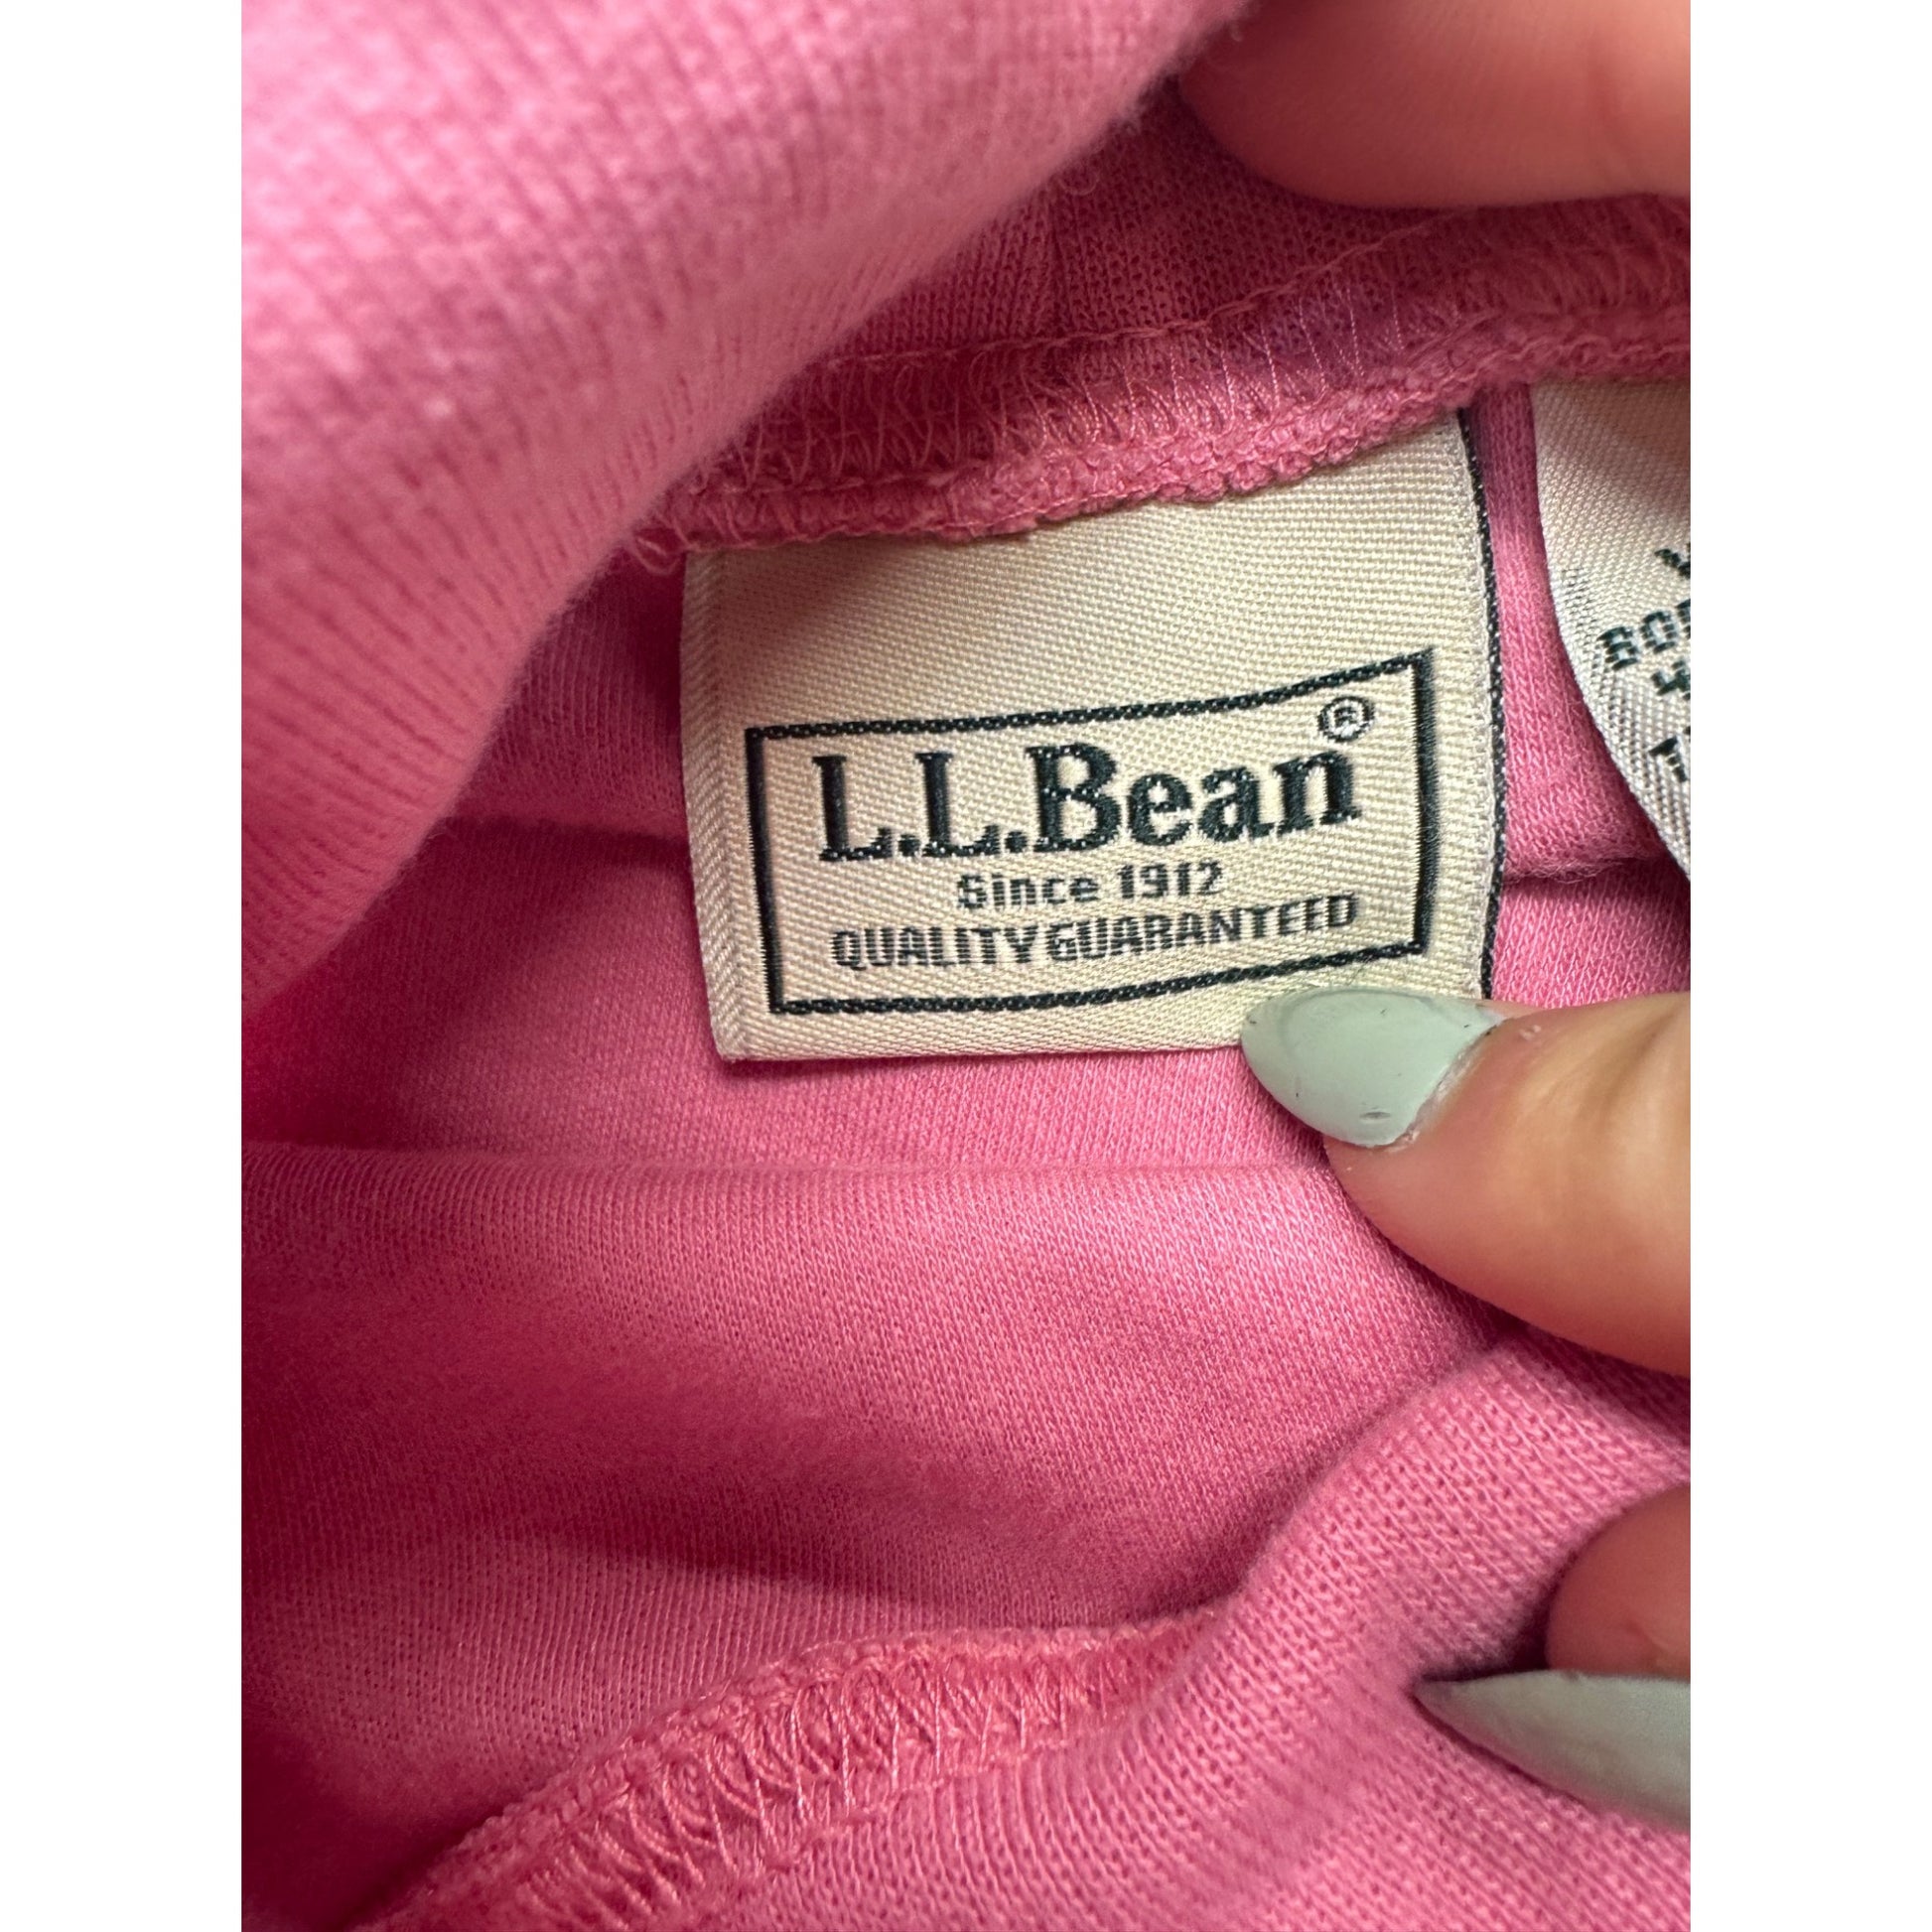 L.L.Bean®
Since 1912
QUALITY GUARANTEED